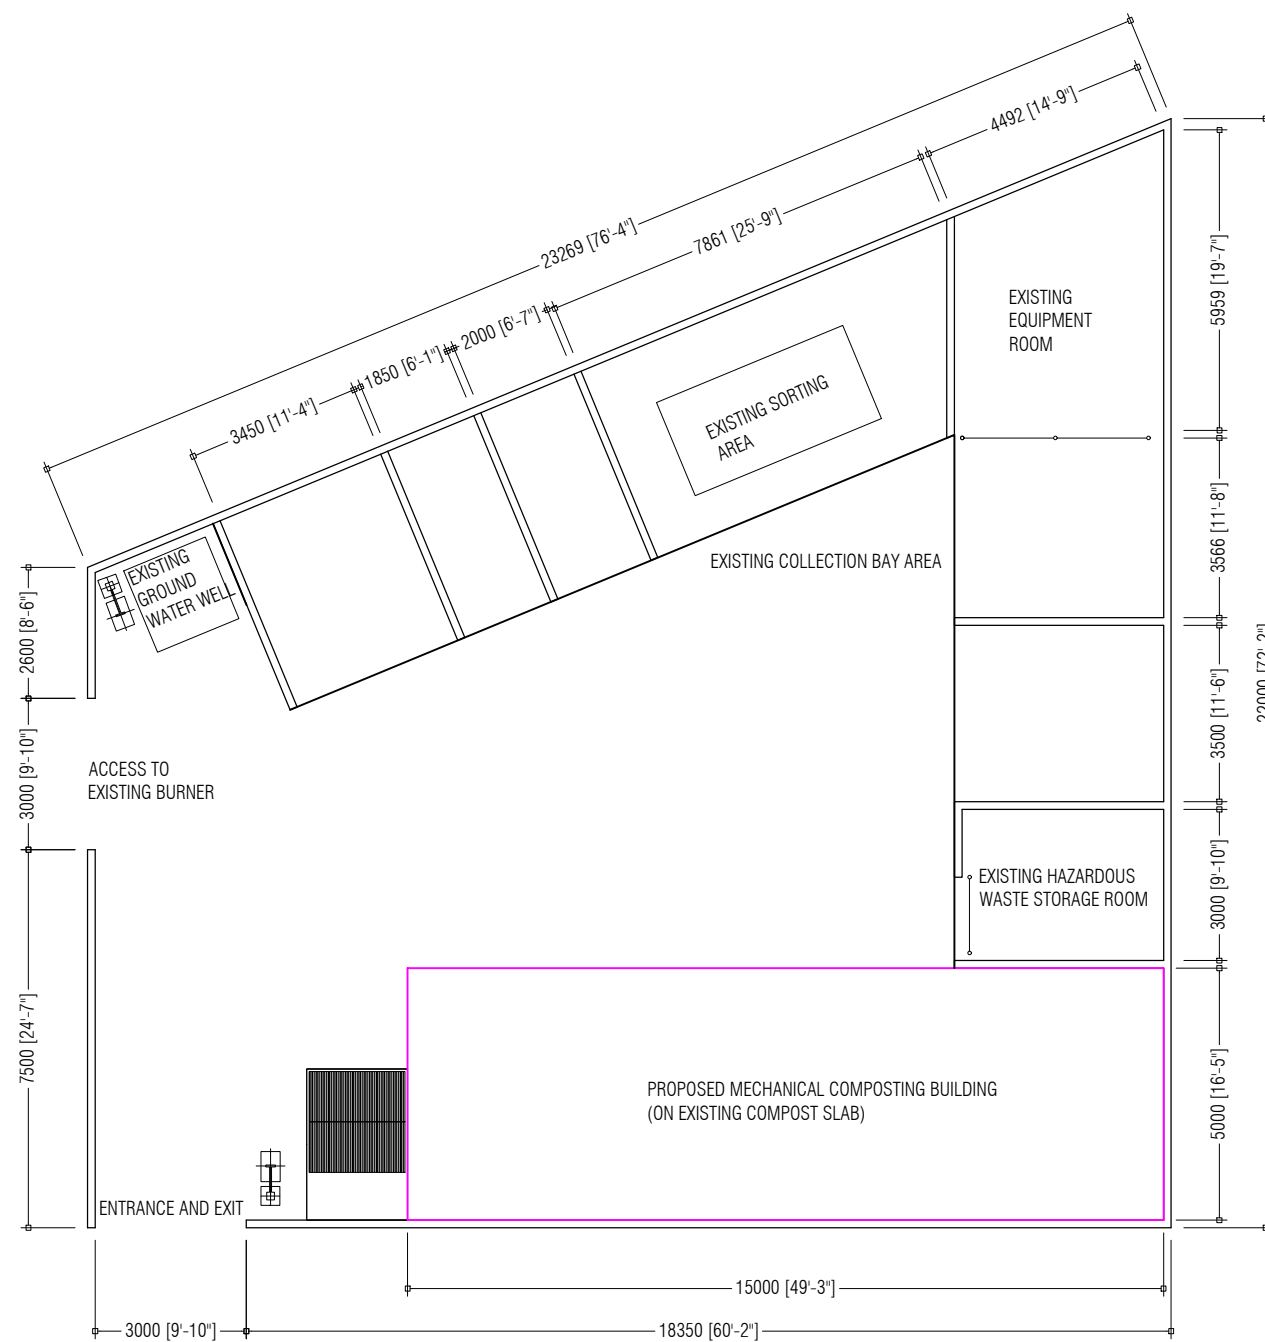 4492 [14'-9"]
7861 [25'-9"]
23269 [76'-4"]
2000 [6'-7"]
1850 [6'-1"]
3450 [11'-4"]
5959 [19'-7"]
EXISTING
EQUIPMENT
ROOM
EXISTING SORTING
AREA
3566 [11'-8"]
EXISTING COLLECTION BAY AREA
EXISTING
GROUND
WATER WELL
2600 [8'-6"]
22000 [72'-2"]
3500 [11'-6"]
3000 [9'-10"]
ACCESS TO
EXISTING BURNER
EXISTING HAZARDOUS
WASTE STORAGE ROOM
3000 [9'-10"]
7500 [24'-7"]
PROPOSED MECHANICAL COMPOSTING BUILDING
(ON EXISTING COMPOST SLAB)
5000 [16'-5"]
ENTRANCE AND EXIT
15000 [49'-3"]
3000 [9'-10"]
18350 [60'-2"]